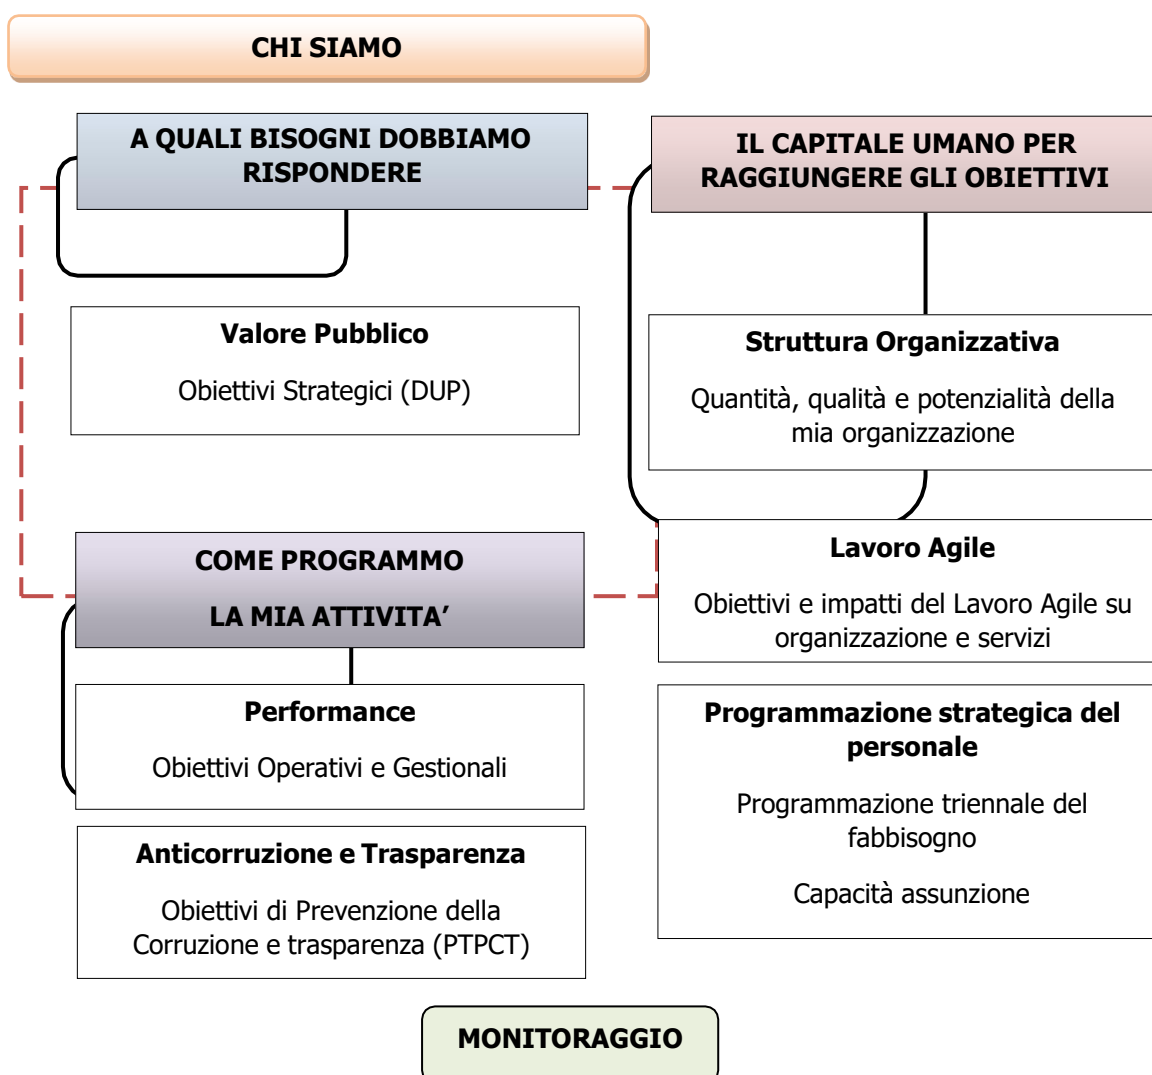 CHI SIAMO
A QUALI BISOGNI DOBBIAMO
RISPONDERE
Valore Pubblico
Obiettivi Strategici (DUP)
COME PROGRAMMO
LA MIA ATTIVITA’
Performance
Obiettivi Operativi e Gestionali
Anticorruzione e Trasparenza
Obiettivi di Prevenzione della
Corruzione e trasparenza (PTPCT)
IL CAPITALE UMANO PER
RAGGIUNGERE GLI OBIETTIVI
Struttura Organizzativa
Quantità, qualità e potenzialità della
mia organizzazione
Lavoro Agile
Obiettivi e impatti del Lavoro Agile su
organizzazione e servizi
Programmazione strategica del
personale
Programmazione triennale del
fabbisogno
Capacità assunzione
MONITORAGGIO